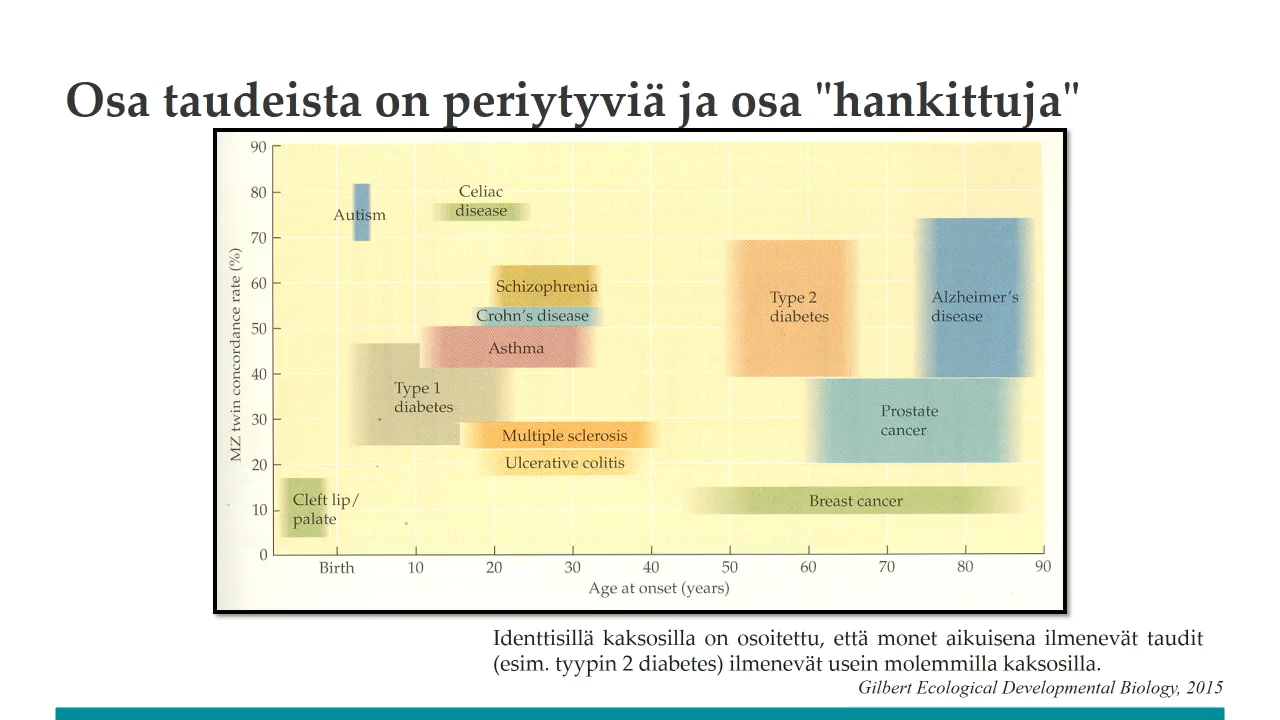 Osa taudeista on periytyviä ja osa "hankittuja"
90
80
70
60
50
40
30
20
10
0
MZ twin concordance rate (%)
Autism
Celiac
disease
Schizophrenia
Crohn's disease
Asthma
Type 1
diabetes
Multiple sclerosis
Ulcerative colitis
Cleft lip/
palate
Type 2
diabetes
Alzheimer's
disease
Prostate
cancer
Breast cancer
Birth 10 20 30 40 50 60 70 80 90
Age at onset (years)
Identtisillä kaksosilla on osoitettu, että monet aikuisena ilmenevät taudit
(esim. tyypin 2 diabetes) ilmenevät usein molemmilla kaksosilla.
Gilbert Ecological Developmental Biology, 2015